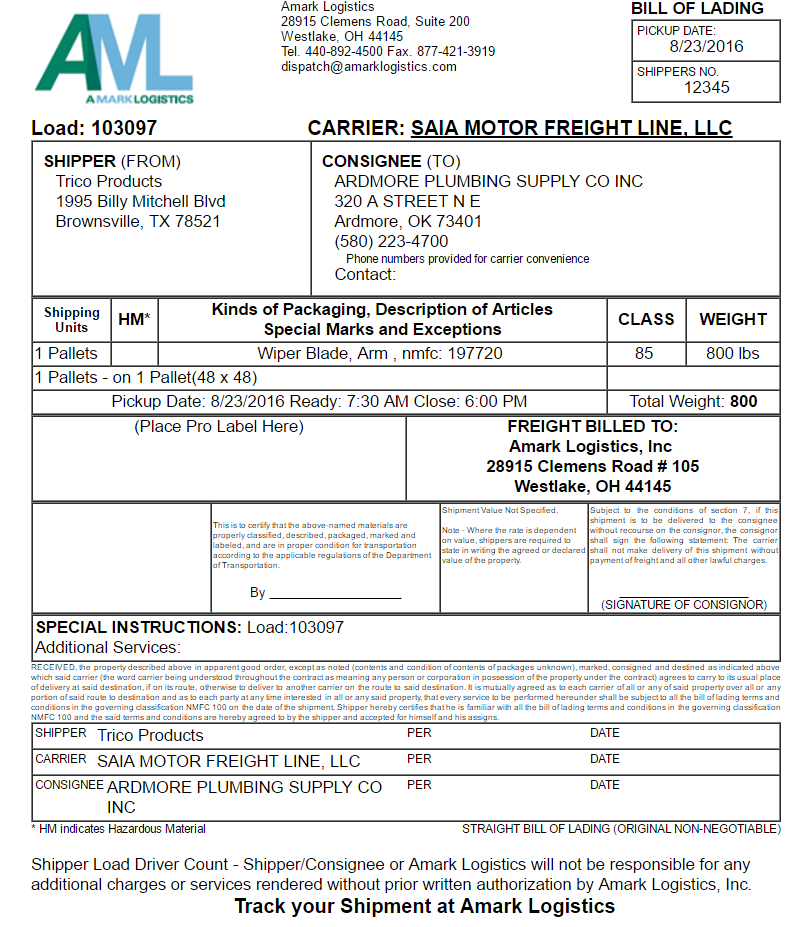 AML
A MARK LOGISTICS
Amark Logistics
28915 Clemens Road, Suite 200
Westlake, OH 44145
Tel. 440-892-4500 Fax. 877-421-3919
dispatch@amarklogistics.com
BILL OF LADING
PICKUP DATE:
8/23/2016
SHIPPERS NO.
12345
Load: 103097
CARRIER: SAIA MOTOR FREIGHT LINE, LLC
SHIPPER (FROM)
Trico Products
1995 Billy Mitchell Blvd
Brownsville, TX 78521
CONSIGNEE (TO)
ARDMORE PLUMBING SUPPLY CO INC
320 A STREET N E
Ardmore, OK 73401
(580) 223-4700
Phone numbers provided for carrier convenience
Contact:
Shipping
Units
HM*
Kinds of Packaging, Description of Articles
Special Marks and Exceptions
CLASS
WEIGHT
1 Pallets
Wiper Blade, Arm , nmfc: 197720
85
800 lbs
1 Pallets - on 1 Pallet(48 x 48)
Pickup Date: 8/23/2016 Ready: 7:30 AM Close: 6:00 PM
Total Weight: 800
(Place Pro Label Here)
FREIGHT BILLED TO:
Amark Logistics, Inc
28915 Clemens Road # 105
Westlake, OH 44145
This is to certify that the above-named materials are
properly classified, described, packaged, marked and
labeled, and are in proper condition for transportation
according to the applicable regulations of the Department
of Transportation.
By
Shipment Value Not Specified.
Note - Where the rate is dependent
on value, shippers are required to
state in writing the agreed or declared
value of the property.
Subject to the conditions of section 7, if this
shipment is to be delivered to the consignee
without recourse on the consignor, the consignor
shall sign the following statement: The carrier
shall not make delivery of this shipment without
payment of freight and all other lawful charges.
(SIGNATURE OF CONSIGNOR)
SPECIAL INSTRUCTIONS: Load:103097
Additional Services:
RECEIVED, the property described above in apparent good order, except as noted (contents and condition of contents of packages unknown), marked, consigned and destined as indicated above
which said carrier (the word carrier being understood throughout the contract as meaning any person or corporation in possession of the property under the contract) agrees to carry to its usual place
of delivery at said destination, if on its route, otherwise to deliver to another carrier on the route to said destination. It is mutually agreed as to each carrier of all or any of said property over all or any
portion of said route to destination and as to each party at any time interested in all or any said property, that every service to be performed hereunder shall be subject to all the bill of lading terms and
conditions in the governing classification NMFC 100 on the date of the shipment. Shipper hereby certifies that he is familiar with all the bill of lading terms and conditions in the governing classification
NMFC 100 and the said terms and conditions are hereby agreed to by the shipper and accepted for himself and his assigns.
SHIPPER Trico Products PER DATE
CARRIER SAIA MOTOR FREIGHT LINE, LLC PER DATE
CONSIGNEE ARDMORE PLUMBING SUPPLY CO PER DATE
INC
* HM indicates Hazardous Material
STRAIGHT BILL OF LADING (ORIGINAL NON-NEGOTIABLE)
Shipper Load Driver Count - Shipper/Consignee or Amark Logistics will not be responsible for any
additional charges or services rendered without prior written authorization by Amark Logistics, Inc.
Track your Shipment at Amark Logistics